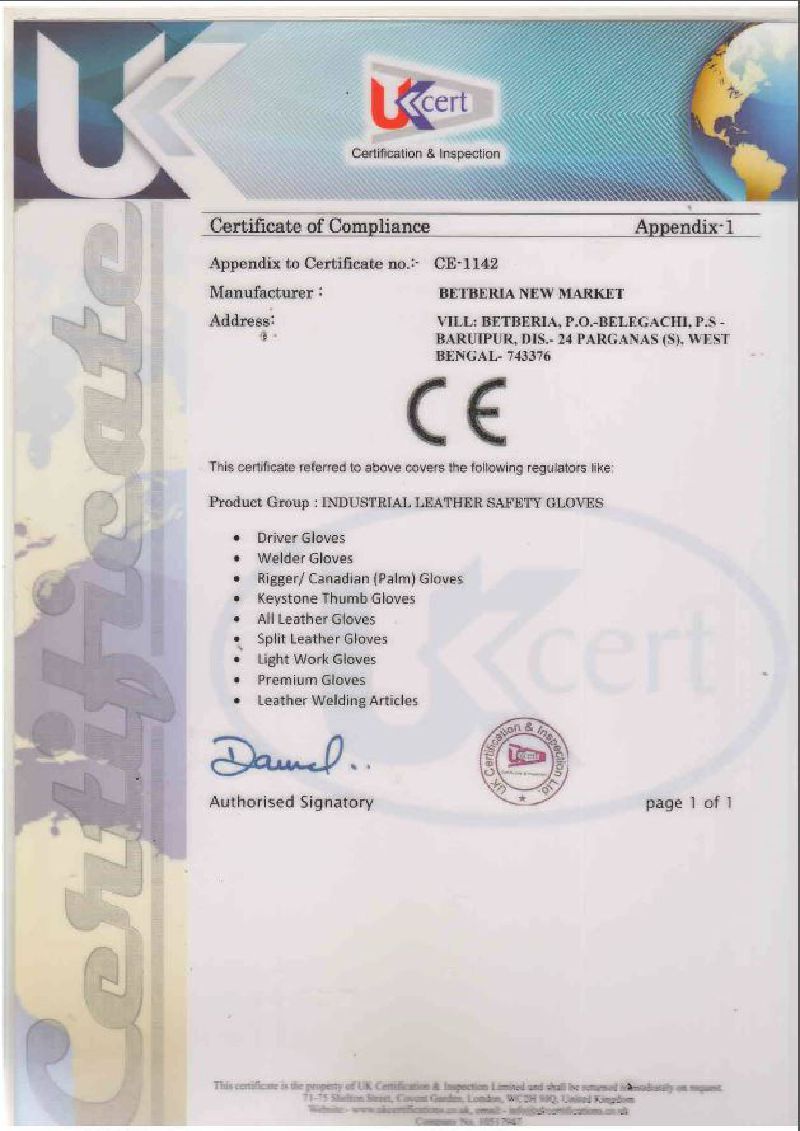 UK
UKcert
Certification & Inspection
Certificate
Certificate of Compliance Appendix-1
Appendix to Certificate no.:- CE-1142
Manufacturer : BETBERIA NEW MARKET
Address: VILL: BETBERIA, P.O.-BELEGACHI, P.S -
BARUIPUR, DIS.- 24 PARGANAS (S), WEST
BENGAL- 743376
CE
This certificate referred to above covers the following regulators like:
Product Group : INDUSTRIAL LEATHER SAFETY GLOVES
• Driver Gloves
• Welder Gloves
• Rigger/ Canadian (Palm) Gloves
• Keystone Thumb Gloves
• All Leather Gloves
• Split Leather Gloves
• Light Work Gloves
• Premium Gloves
• Leather Welding Articles
UKcert
UK Certification & Inspection Ltd.
Authorised Signatory page 1 of 1
This certificate is the property of UK Certification & Inspection Limited and shall be returned immediately on request
71-75 Shelton Street, Covent Garden, London, WC2H 9JQ, United Kingdom
Website:- www.ukcertifications.co.uk, email:- info@ukcertifications.co.uk
Company No. 10517947